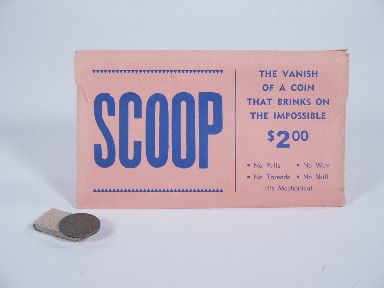 SCOOP
THE VANISH
OF A COIN
THAT BRINKS ON
THE IMPOSSIBLE
$2.00
• No Pulls • No Wax
• No Threads • No Skill
It's Mechanical